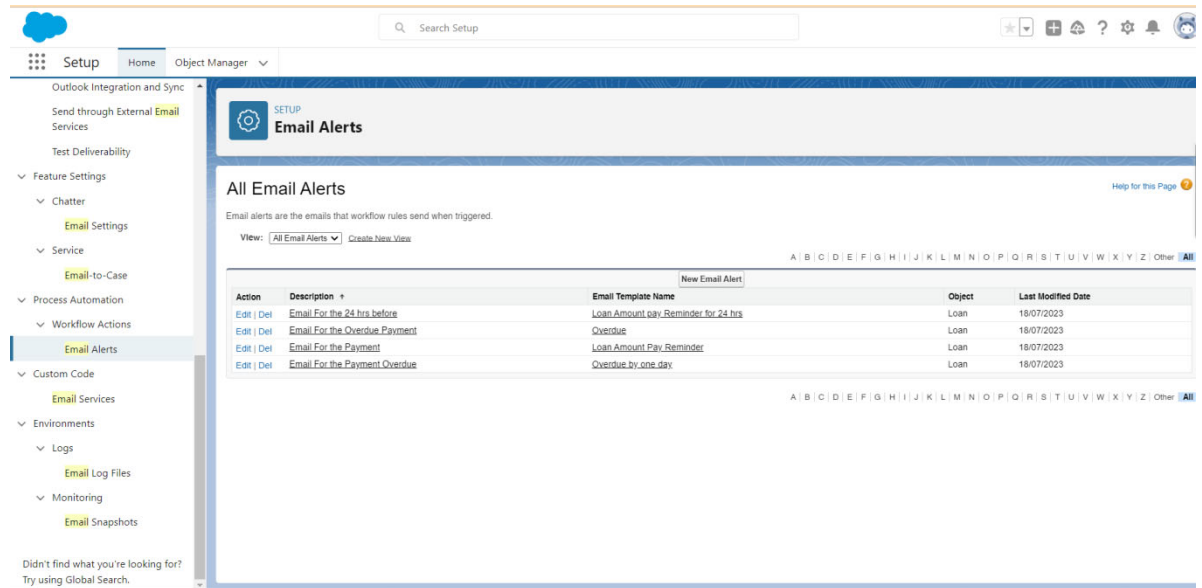 Search Setup
Setup
Home
Object Manager
Outlook Integration and Sync
Send through External Email
Services
Test Deliverability
Feature Settings
Chatter
Email Settings
Service
Email-to-Case
Process Automation
Workflow Actions
Email Alerts
Custom Code
Email Services
Environments
Logs
Email Log Files
Monitoring
Email Snapshots
Didn't find what you're looking for?
Try using Global Search.
SETUP
Email Alerts
All Email Alerts
Help for this Page
Email alerts are the emails that workflow rules send when triggered.
View: All Email Alerts Create New View
A | B | C | D | E | F | G | H | I | J | K | L | M | N | O | P | Q | R | S | T | U | V | W | X | Y | Z | Other All
New Email Alert
Action Description ↑ Email Template Name Object Last Modified Date
Edit | Del Email For the 24 hrs before Loan Amount pay Reminder for 24 hrs Loan 18/07/2023
Edit | Del Email For the Overdue Payment Overdue Loan 18/07/2023
Edit | Del Email For the Payment Loan Amount Pay Reminder Loan 18/07/2023
Edit | Del Email For the Payment Overdue Overdue by one day Loan 18/07/2023
A | B | C | D | E | F | G | H | I | J | K | L | M | N | O | P | Q | R | S | T | U | V | W | X | Y | Z | Other All